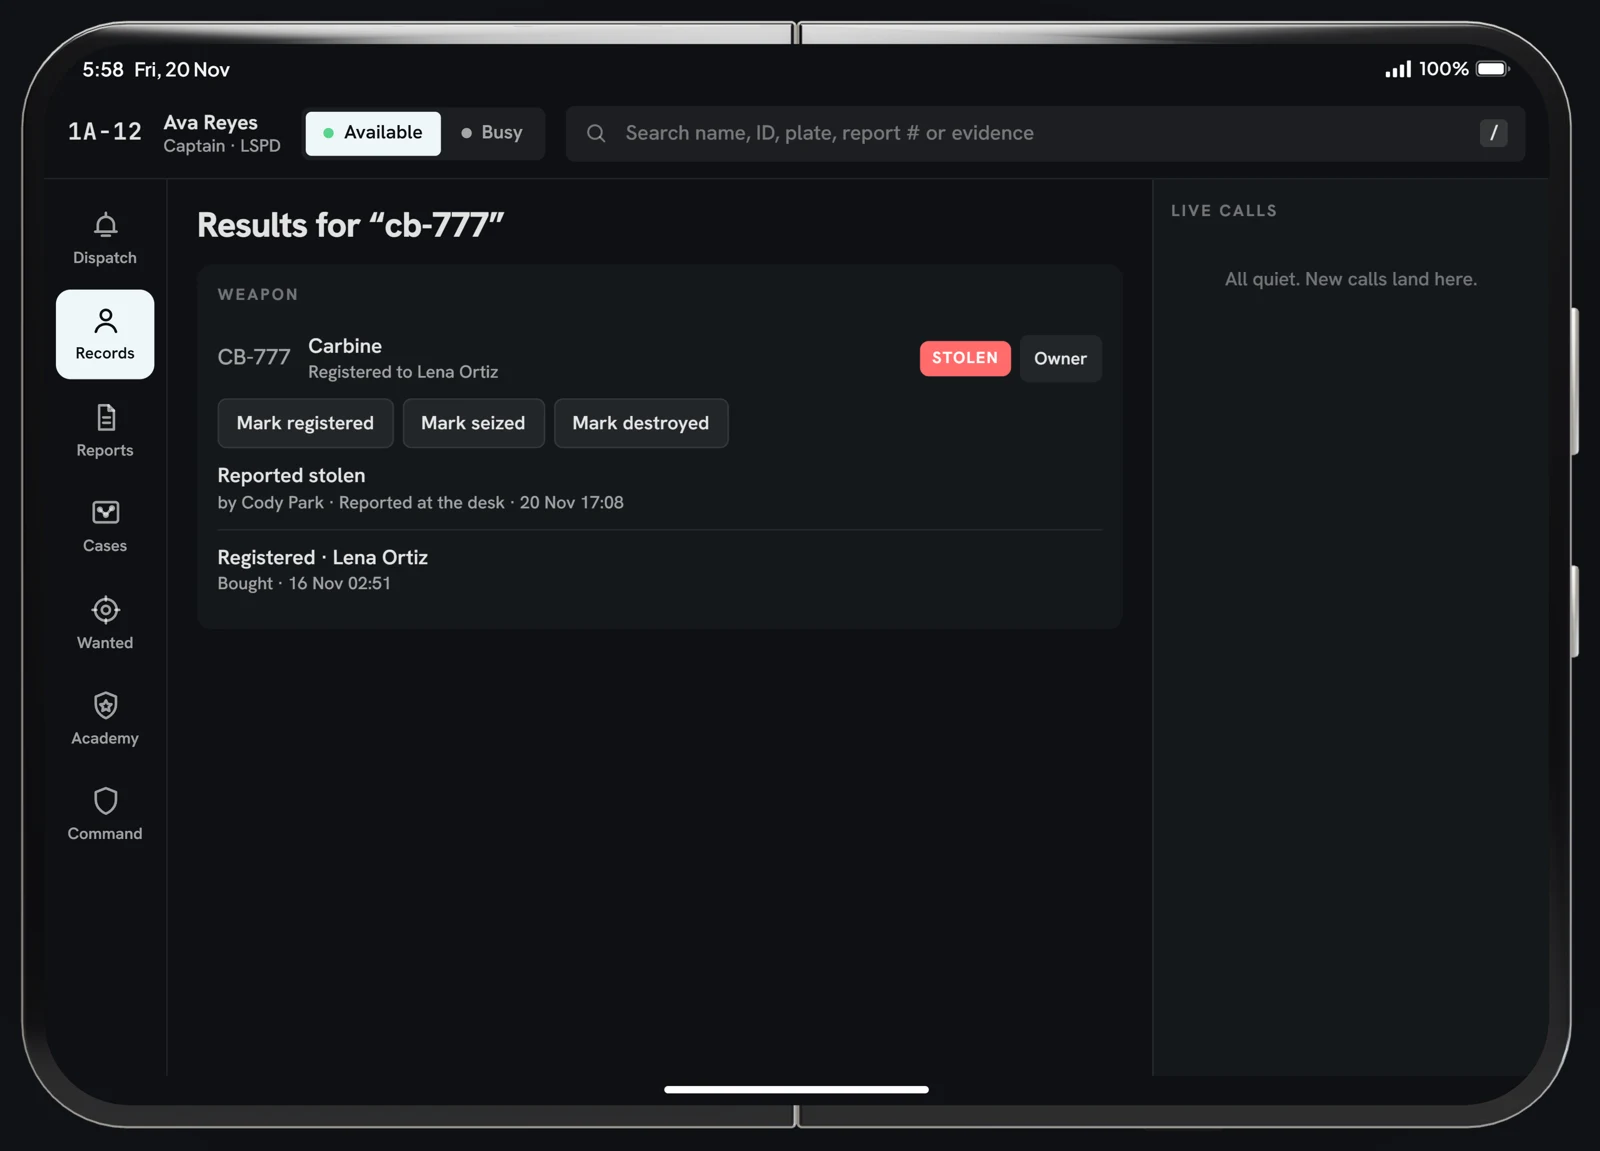 5:58 Fri, 20 Nov
100%
1A-12
Ava Reyes
Captain · LSPD
Available
Busy
Search name, ID, plate, report # or evidence
/
Dispatch
Records
Reports
Cases
Wanted
Academy
Command
Results for “cb-777”
WEAPON
CB-777
Carbine
Registered to Lena Ortiz
STOLEN
Owner
Mark registered
Mark seized
Mark destroyed
Reported stolen
by Cody Park · Reported at the desk · 20 Nov 17:08
Registered · Lena Ortiz
Bought · 16 Nov 02:51
LIVE CALLS
All quiet. New calls land here.